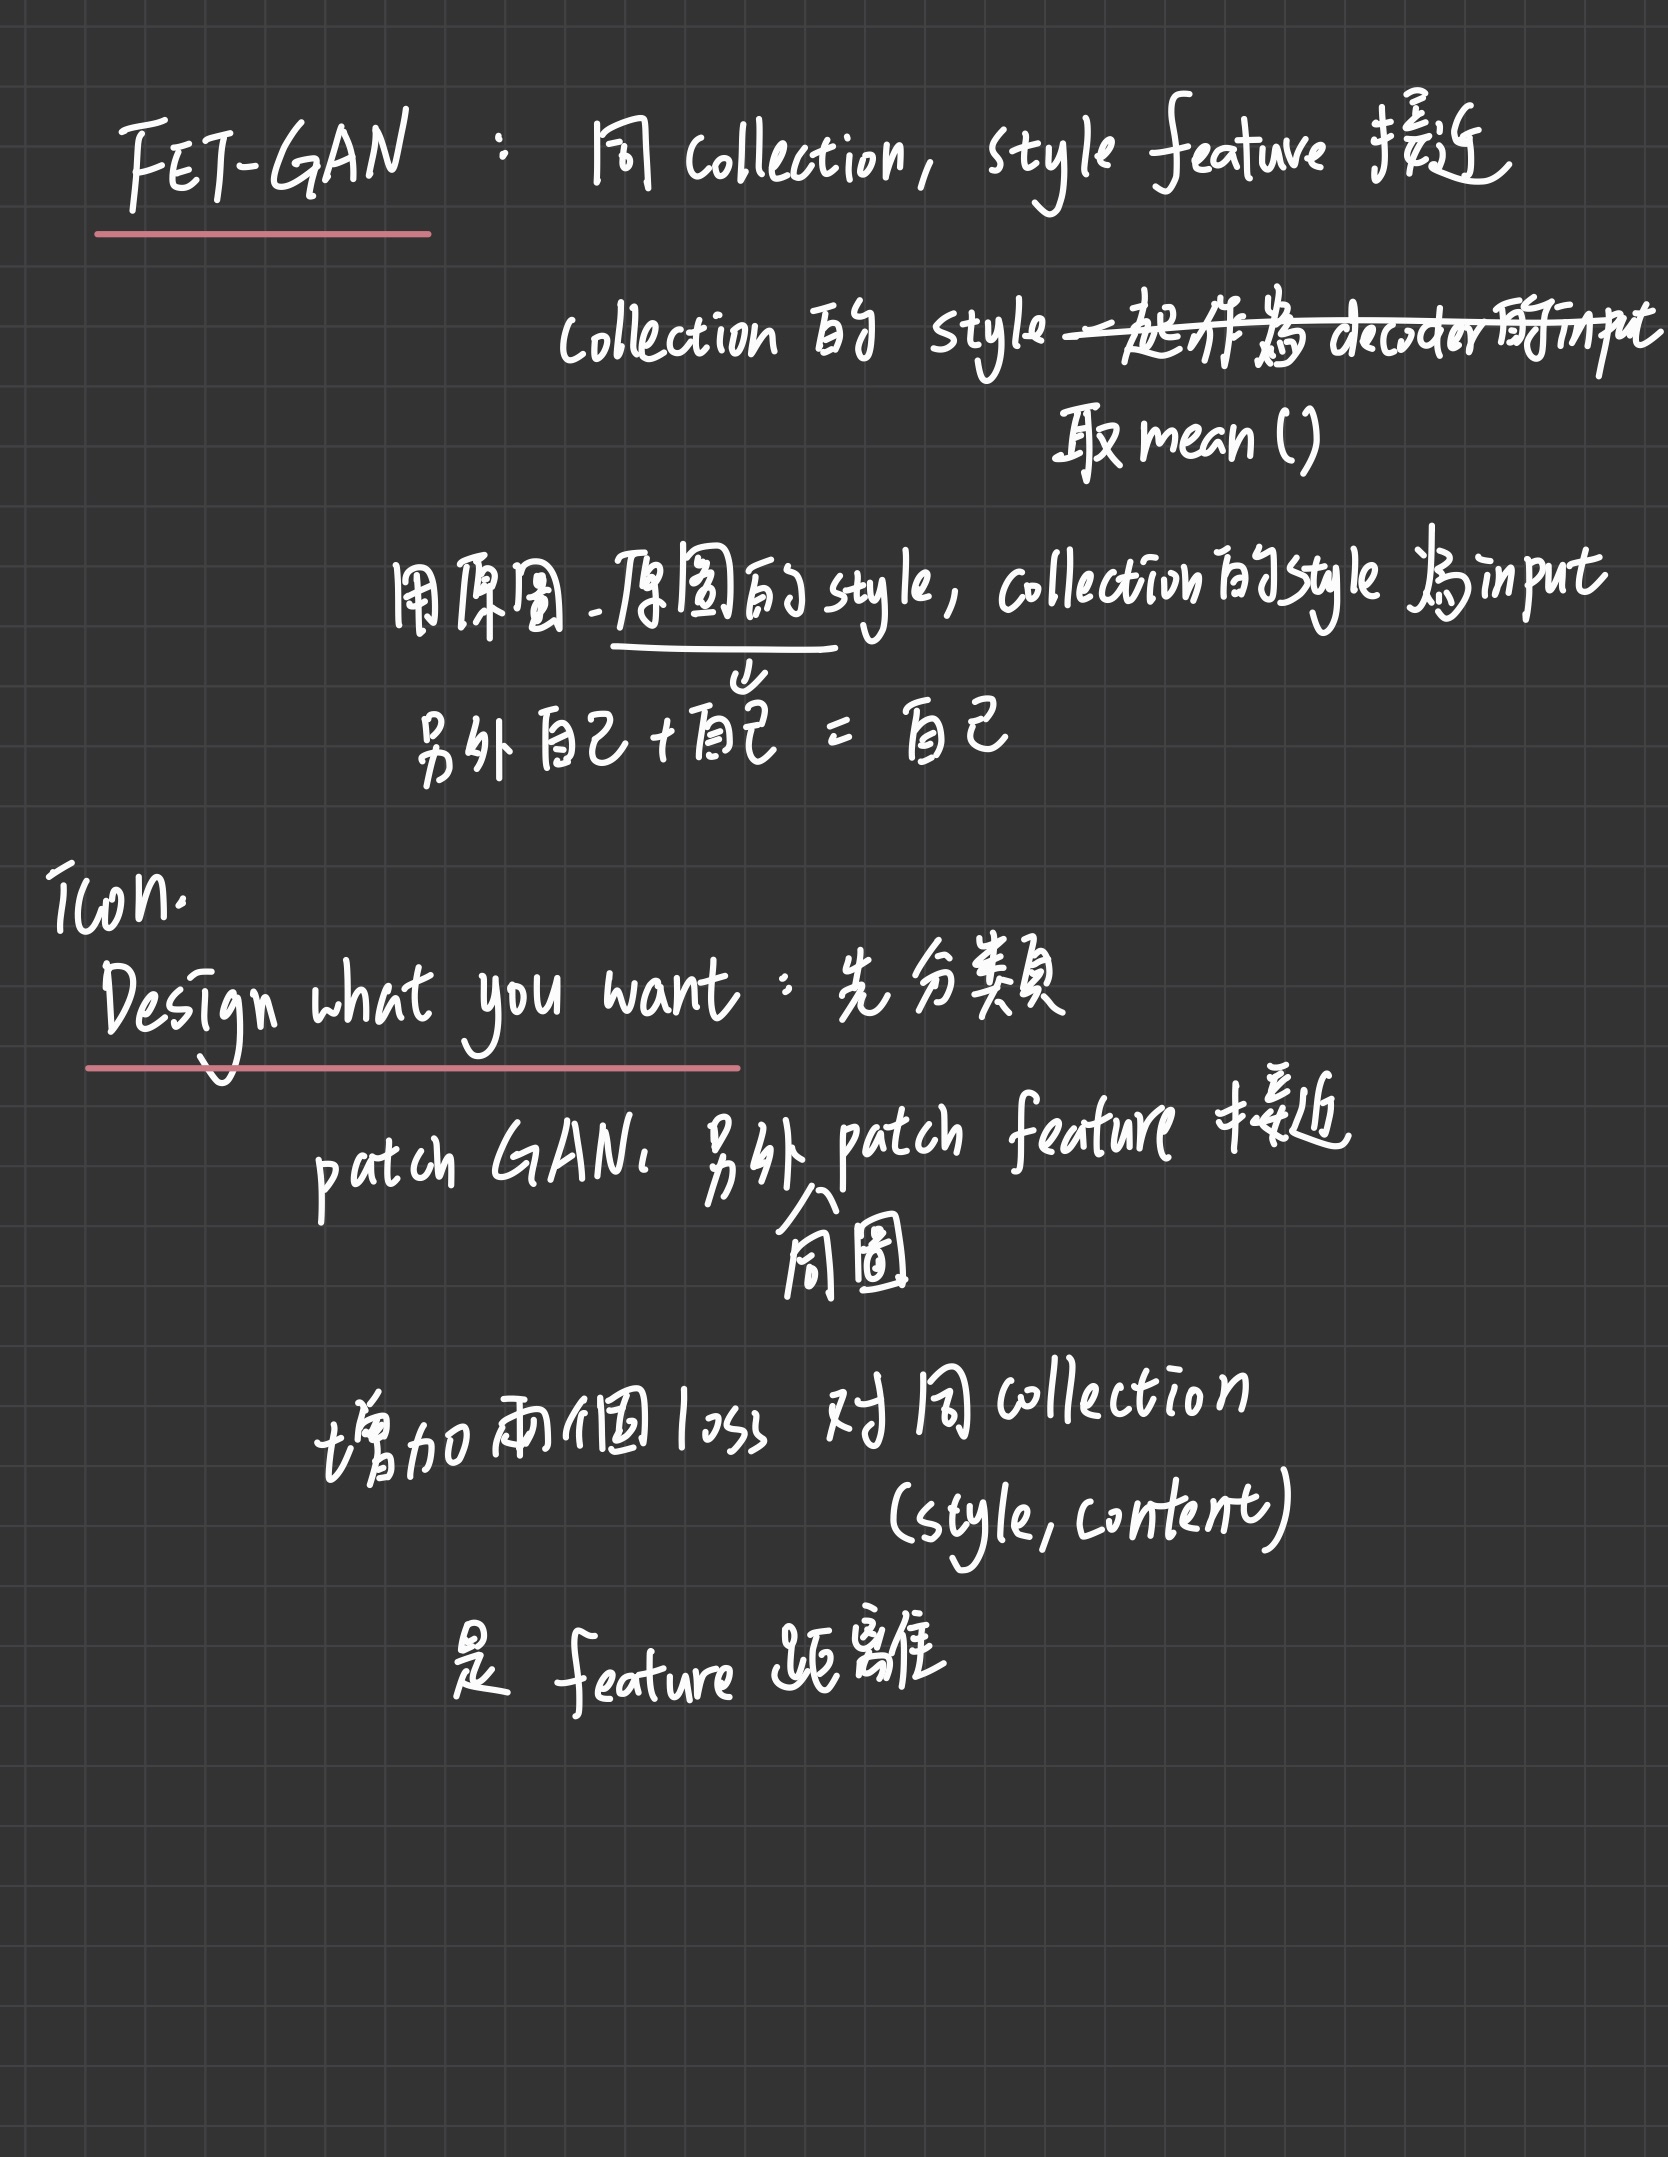 FET-GAN : 同 collection, style feature 接近
collection 的 style 一起作為 decoder 的 input
取 mean ()
用原圖 - 原圖的 style, collection 的 style 為 input
另外自己 + 自己 = 自己
icon.
Design what you want : 先分類
patch GAN. 另外 patch feature 接近
同圖
增加兩個 loss 对同 collection
(style, content)
是 feature 距離